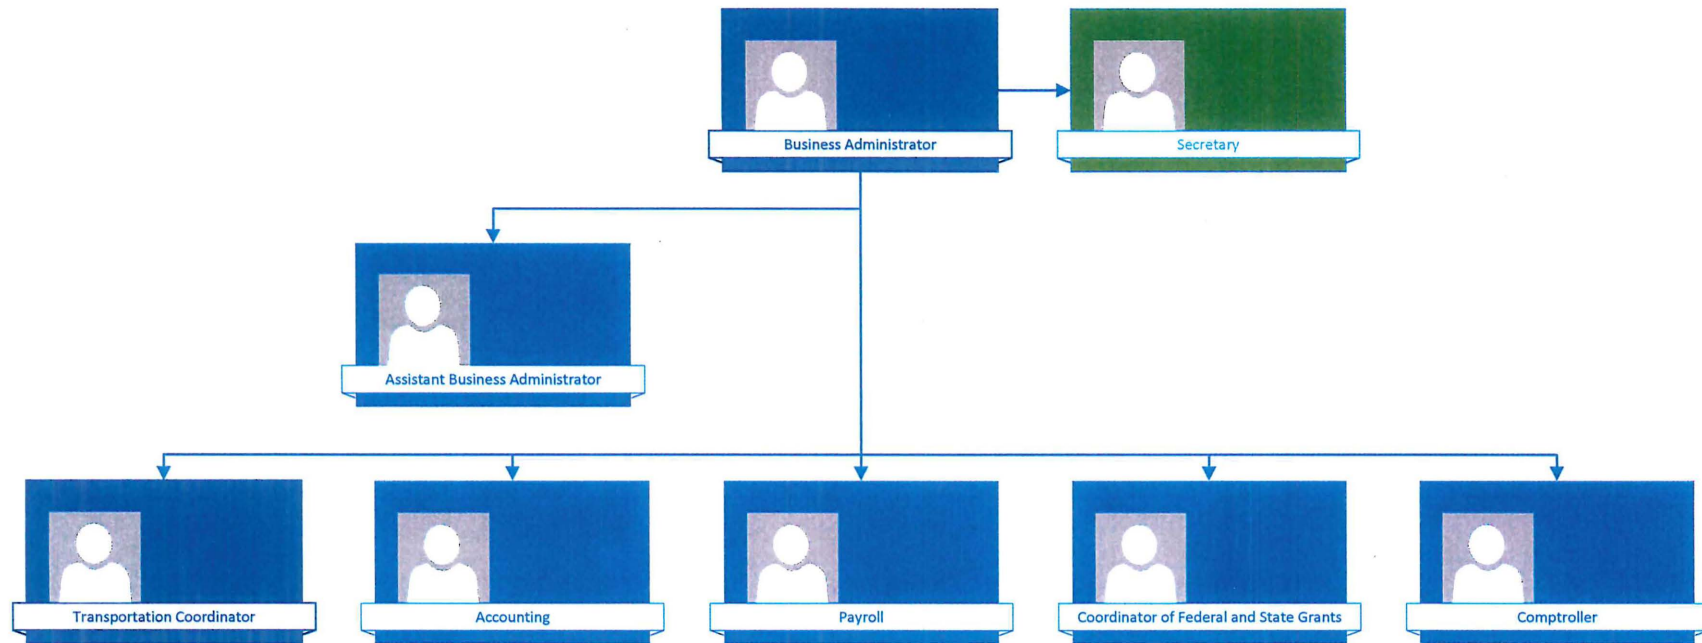 Business Administrator
Secretary
Assistant Business Administrator
Transportation Coordinator
Accounting
Payroll
Coordinator of Federal and State Grants
Comptroller